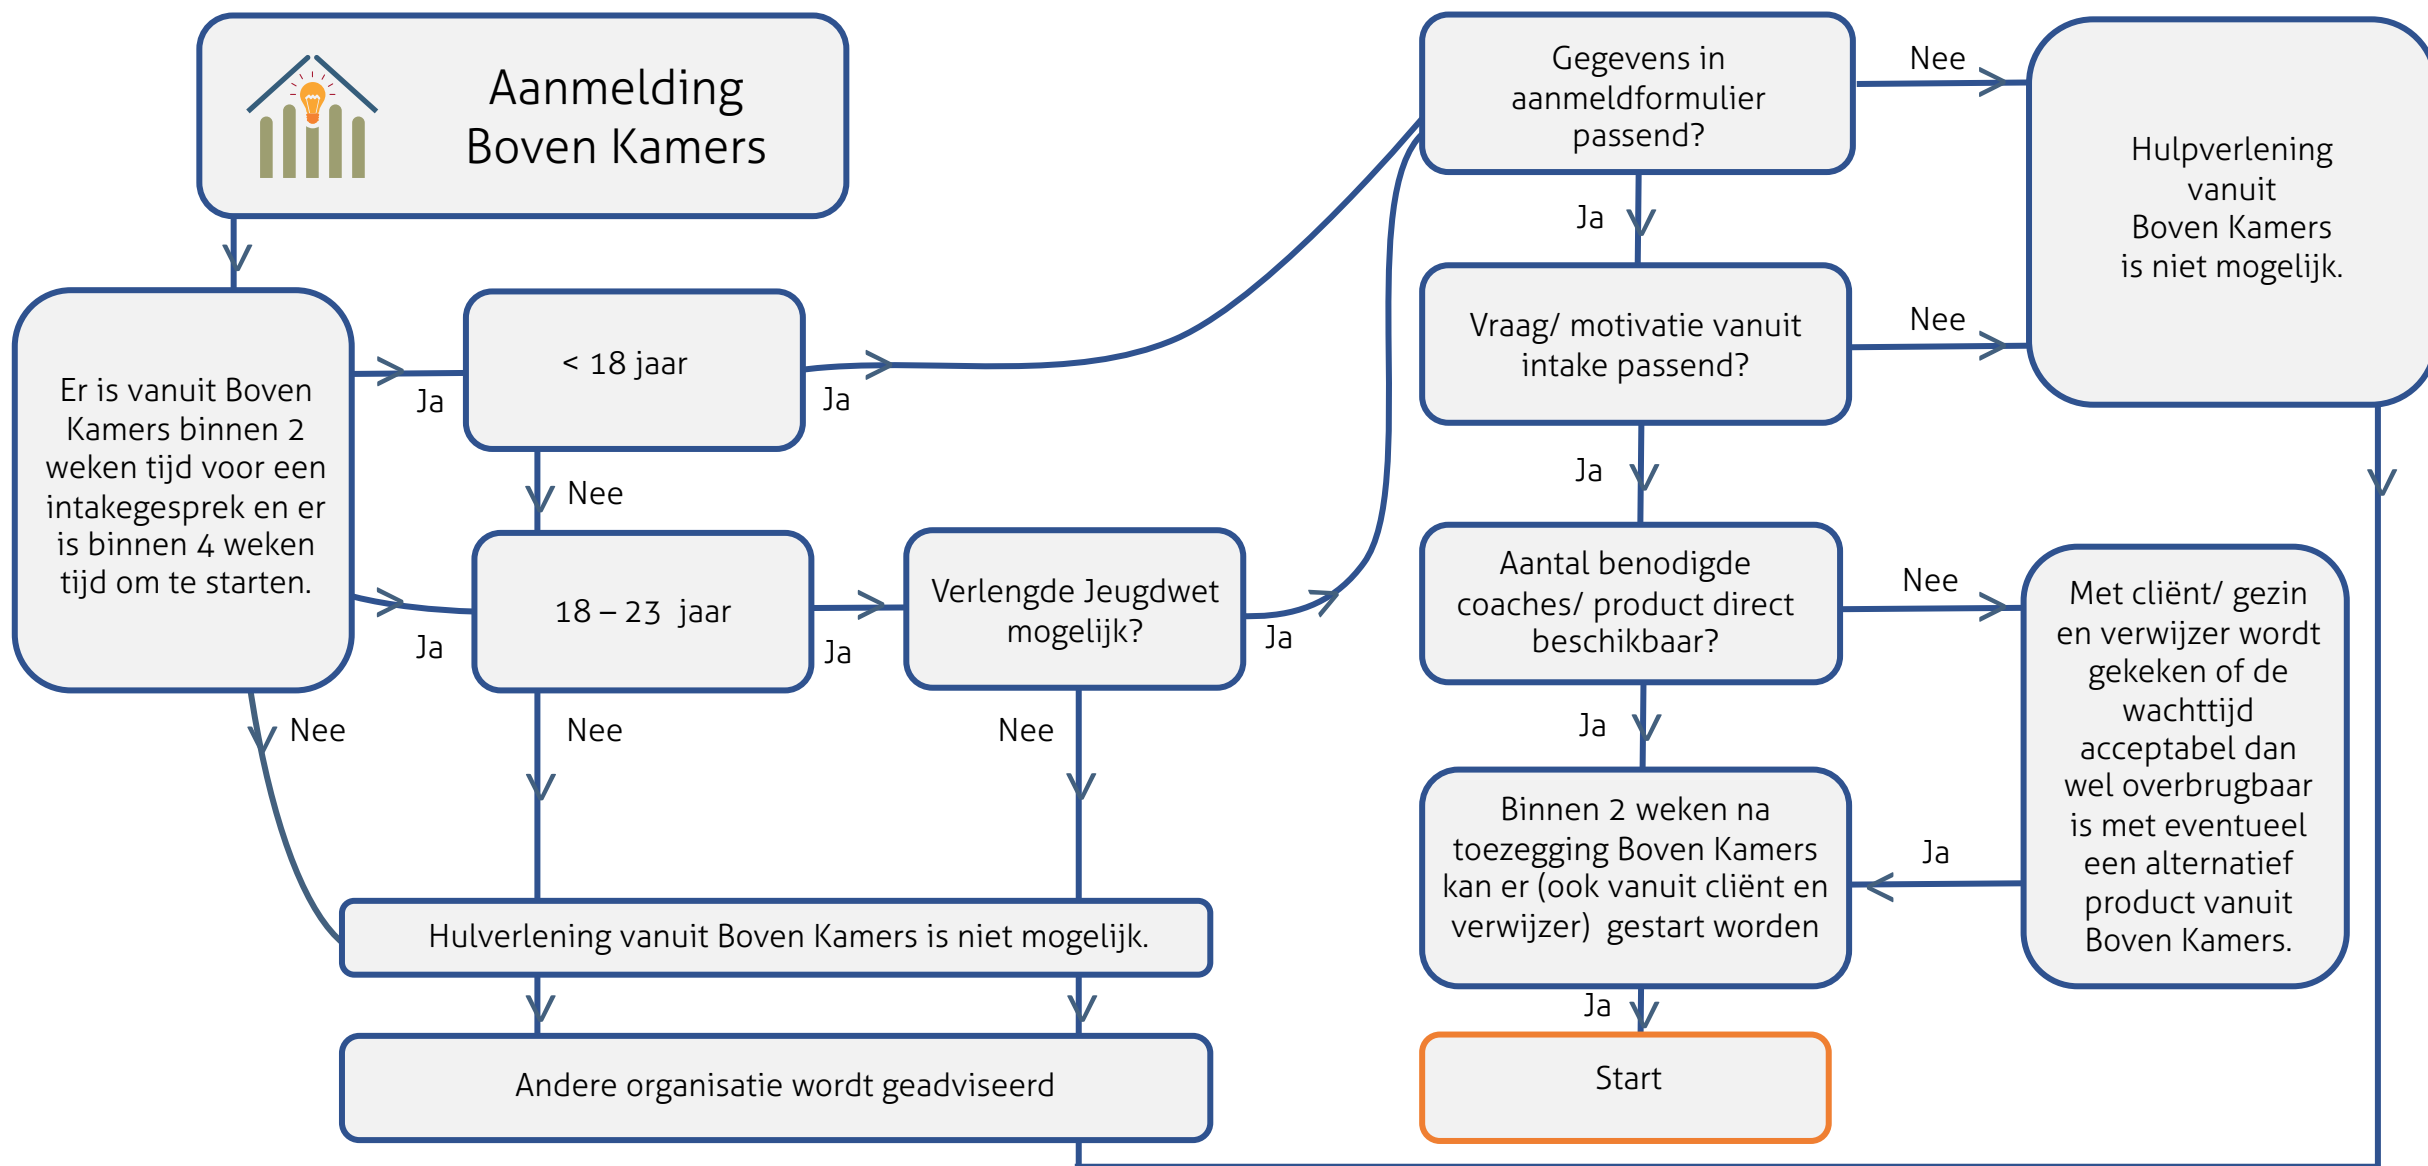 Aanmelding
Boven Kamers
Er is vanuit Boven
Kamers binnen 2
weken tijd voor een
intakegesprek en er
is binnen 4 weken
tijd om te starten.
Ja
< 18 jaar
Ja
Nee
Ja
18 – 23 jaar
Ja
Verlengde Jeugdwet
mogelijk?
Ja
Nee
Nee
Nee
Hulverlening vanuit Boven Kamers is niet mogelijk.
Andere organisatie wordt geadviseerd
Gegevens in
aanmeldformulier
passend?
Nee
Ja
Hulpverlening
vanuit
Boven Kamers
is niet mogelijk.
Vraag/ motivatie vanuit
intake passend?
Nee
Ja
Aantal benodigde
coaches/ product direct
beschikbaar?
Nee
Ja
Met cliënt/ gezin
en verwijzer wordt
gekeken of de
wachttijd
acceptabel dan
wel overbrugbaar
is met eventueel
een alternatief
product vanuit
Boven Kamers.
Ja
Binnen 2 weken na
toezegging Boven Kamers
kan er (ook vanuit cliënt en
verwijzer) gestart worden
Ja
Start